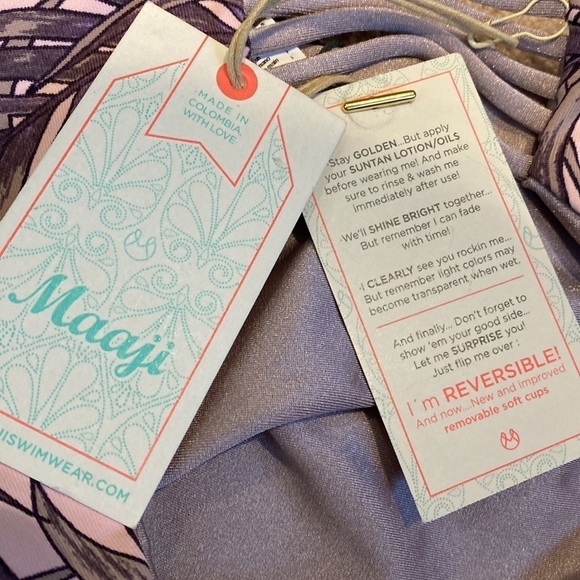 MADE IN
COLOMBIA
WITH LOVE
Maaji
IISWIMWEAR.COM
Stay GOLDEN...But apply
your SUNTAN LOTION/OILS
before wearing me! And make
sure to rinse & wash me
immediately after use!
We'll SHINE BRIGHT together...
But remember I can fade
with time!
I CLEARLY see you rockin me...
But remember light colors may
become transparent when wet.
And finally... Don't forget to
show 'em your good side...
Let me SURPRISE you!
Just flip me over :
I'm REVERSIBLE!
And now....New and improved
removable soft cups